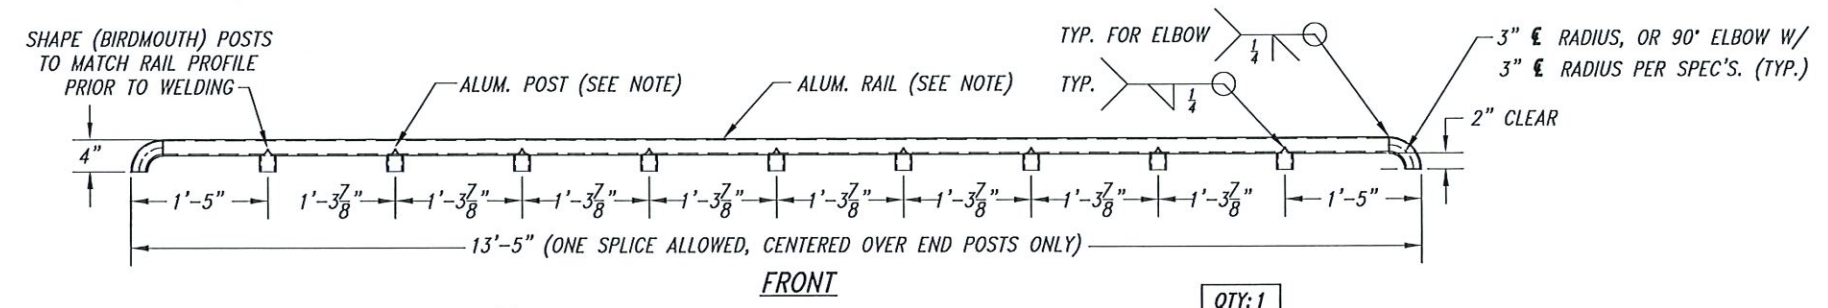 SHAPE (BIRDMOUTH) POSTS
TO MATCH RAIL PROFILE
PRIOR TO WELDING
ALUM. POST (SEE NOTE)
ALUM. RAIL (SEE NOTE)
TYP. FOR ELBOW
1/4
TYP.
1/4
3" ℄ RADIUS, OR 90° ELBOW W/
3" ℄ RADIUS PER SPEC'S. (TYP.)
2" CLEAR
4"
1'-5" 1'-3 7/8" 1'-3 7/8" 1'-3 7/8" 1'-3 7/8" 1'-3 7/8" 1'-3 7/8" 1'-3 7/8" 1'-3 7/8" 1'-5"
13'-5" (ONE SPLICE ALLOWED, CENTERED OVER END POSTS ONLY)
FRONT
QTY: 1